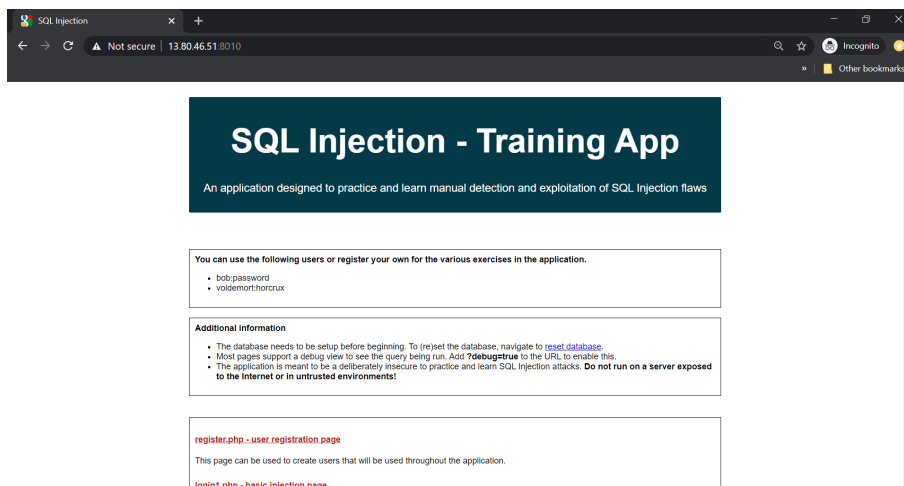 SQL Injection
Not secure
13.80.46.51:8010
Incognito
»
Other bookmarks
SQL Injection - Training App
An application designed to practice and learn manual detection and exploitation of SQL Injection flaws
You can use the following users or register your own for the various exercises in the application.
• bob:password
• voldemort:horcrux
Additional information
• The database needs to be setup before beginning. To (re)set the database, navigate to reset database.
• Most pages support a debug view to see the query being run. Add ?debug=true to the URL to enable this.
• The application is meant to be a deliberately insecure to practice and learn SQL Injection attacks. Do not run on a server exposed
to the Internet or in untrusted environments!
register.php - user registration page
This page can be used to create users that will be used throughout the application.
login1.php - basic injection page